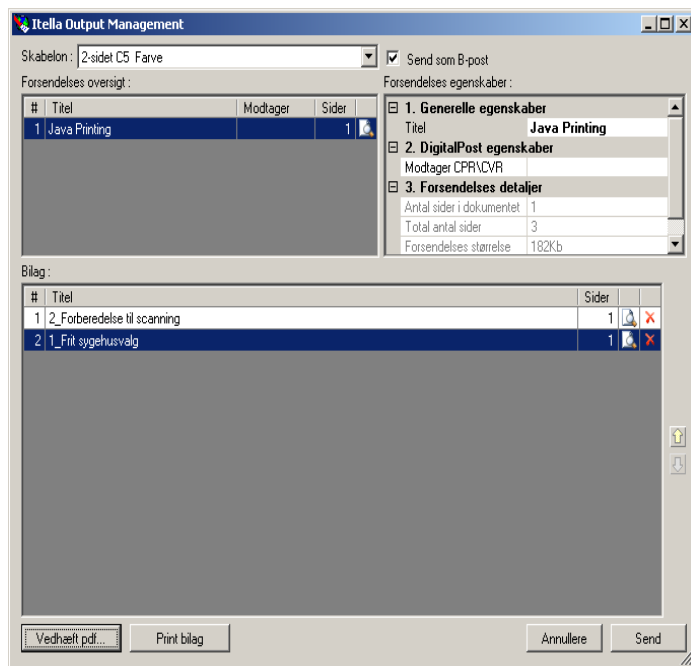 Itella Output Management
Skabelon : 2-sidet C5 Farve
Send som B-post
Forsendelses oversigt :
# Titel Modtager Sider
1 Java Printing 1
Forsendelses egenskaber :
1. Generelle egenskaber
Titel Java Printing
2. DigitalPost egenskaber
Modtager CPR\CVR
3. Forsendelses detaljer
Antal sider i dokumentet 1
Total antal sider 3
Forsendelses størrelse 182Kb
Bilag :
# Titel Sider
1 2_Forberedelse til scanning 1
2 1_Frit sygehusvalg 1
Vedhæft pdf... Print bilag Annullere Send